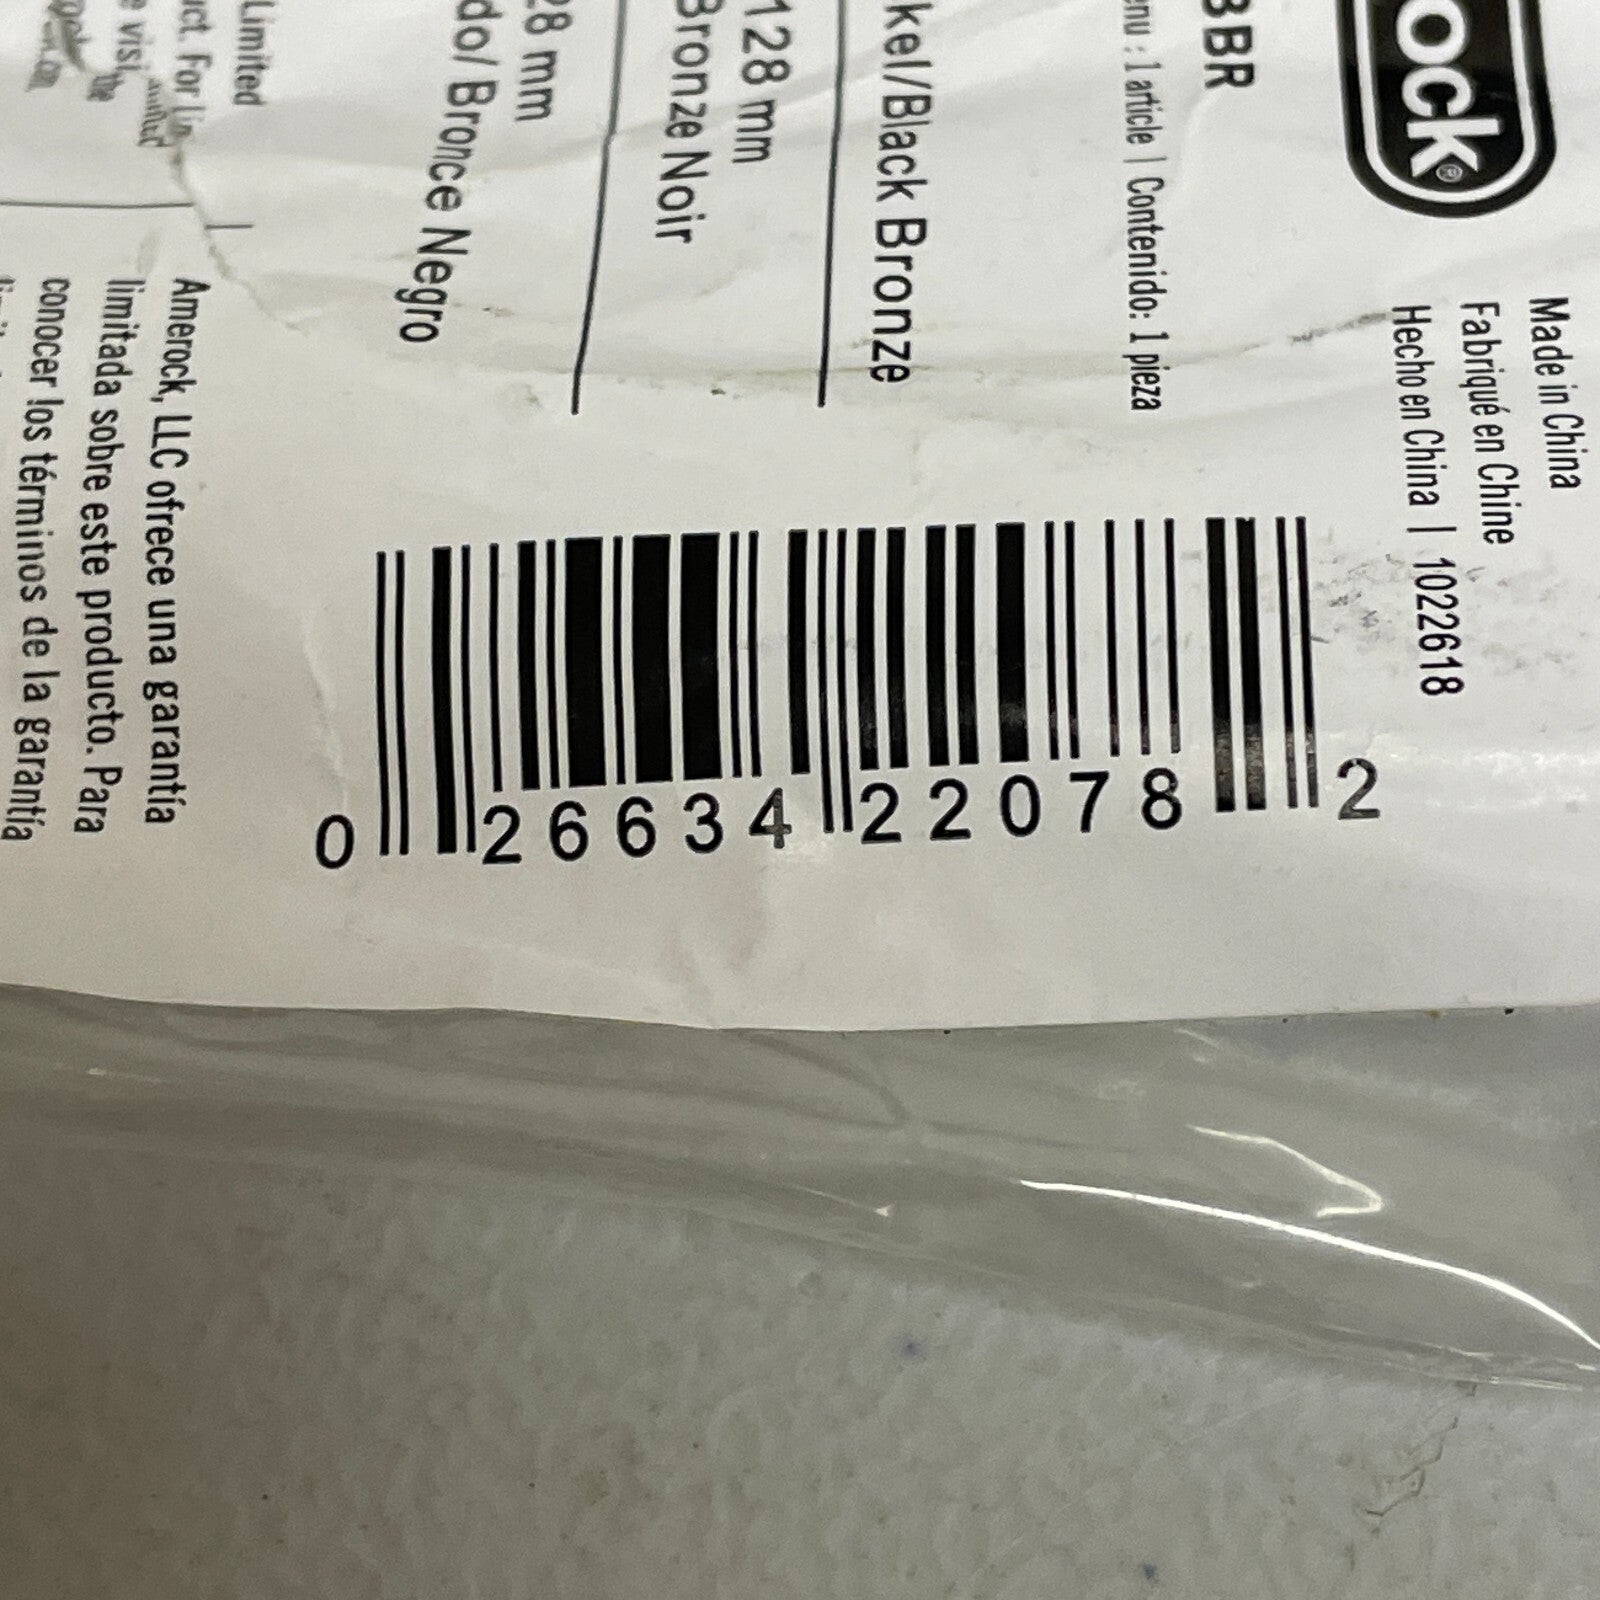 ock®
Made in China
Fabriqué en Chine
Hecho en China | 1022618
BBR
: 1 article | Contenido: 1 pieza
kel/Black Bronze
128 mm
Bronze Noir
28 mm
do/ Bronce Negro
Limited
uct. For
Amerock, LLC ofrece una garantía
limitada sobre este producto. Para
conocer los términos de la garantía
0 26634 22078 2